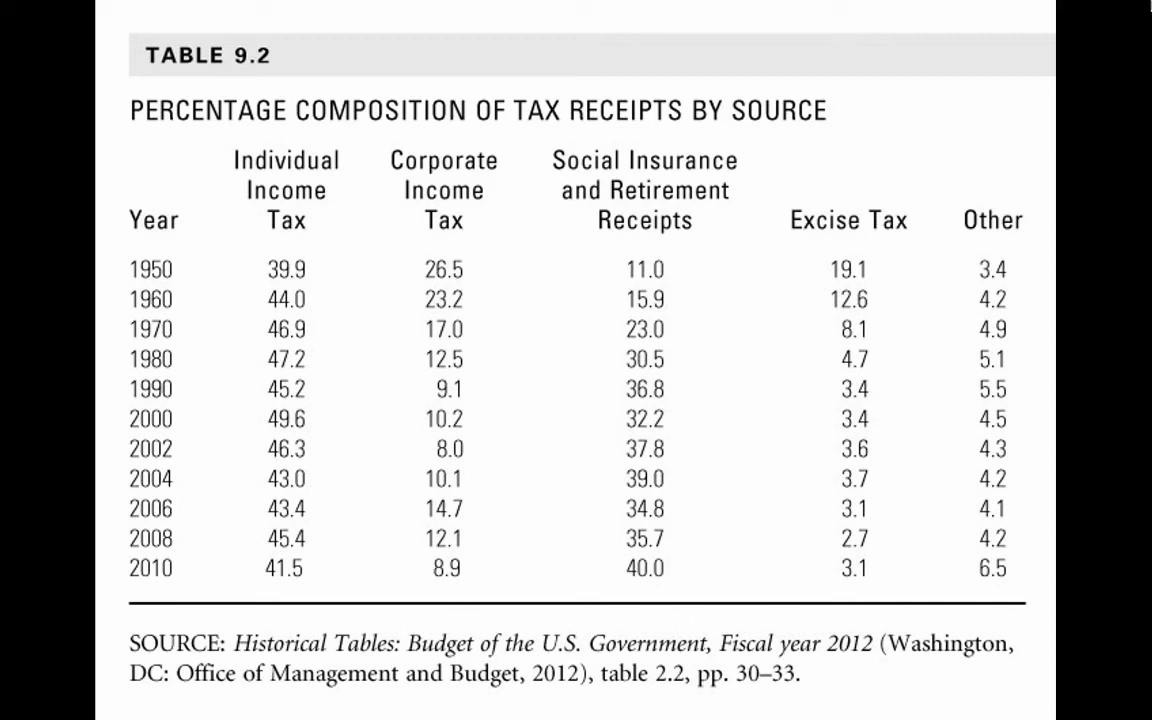 TABLE 9.2
PERCENTAGE COMPOSITION OF TAX RECEIPTS BY SOURCE
Individual Corporate Social Insurance
Income Income and Retirement
Year Tax Tax Receipts Excise Tax Other
1950 39.9 26.5 11.0 19.1 3.4
1960 44.0 23.2 15.9 12.6 4.2
1970 46.9 17.0 23.0 8.1 4.9
1980 47.2 12.5 30.5 4.7 5.1
1990 45.2 9.1 36.8 3.4 5.5
2000 49.6 10.2 32.2 3.4 4.5
2002 46.3 8.0 37.8 3.6 4.3
2004 43.0 10.1 39.0 3.7 4.2
2006 43.4 14.7 34.8 3.1 4.1
2008 45.4 12.1 35.7 2.7 4.2
2010 41.5 8.9 40.0 3.1 6.5
SOURCE: Historical Tables: Budget of the U.S. Government, Fiscal year 2012 (Washington,
DC: Office of Management and Budget, 2012), table 2.2, pp. 30–33.